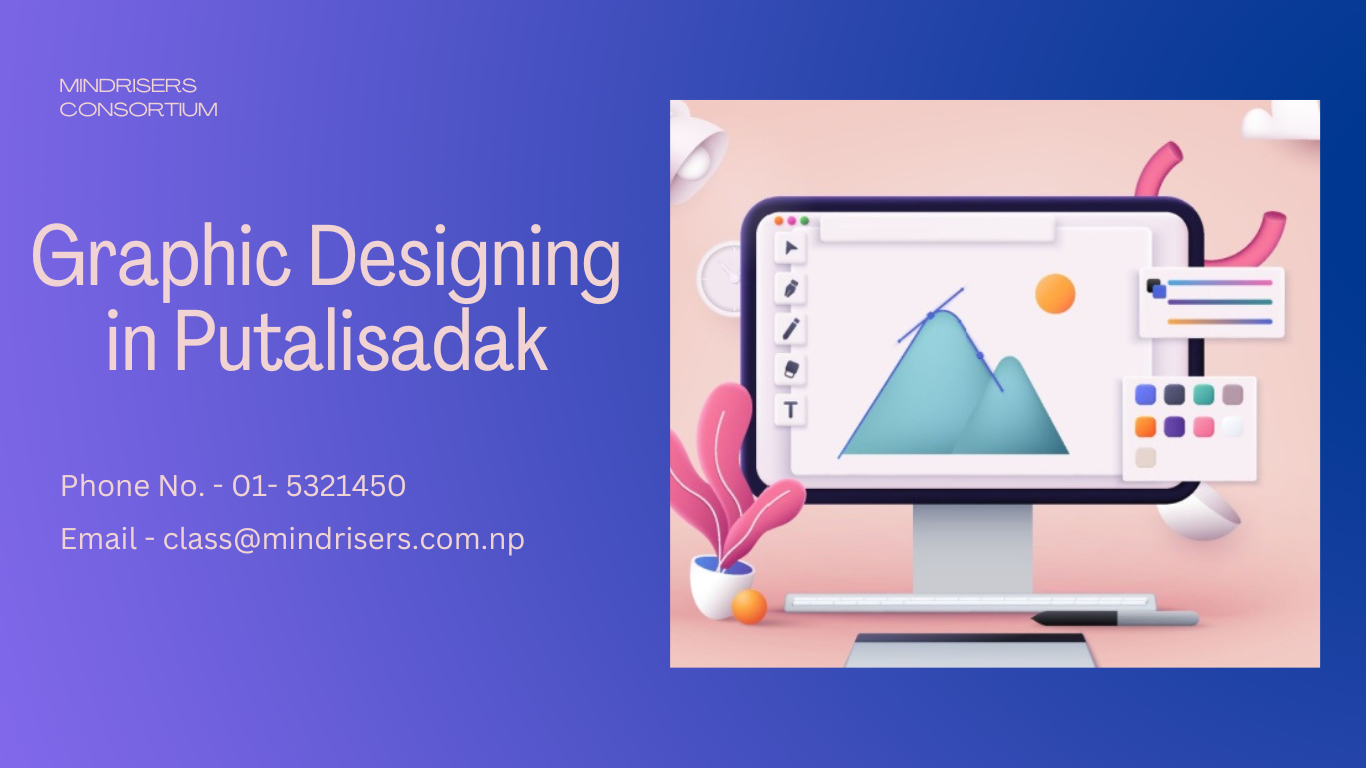 MINDRISERS
CONSORTIUM
Graphic Designing
in Putalisadak
Phone No. - 01- 5321450
Email - class@mindrisers.com.np
T